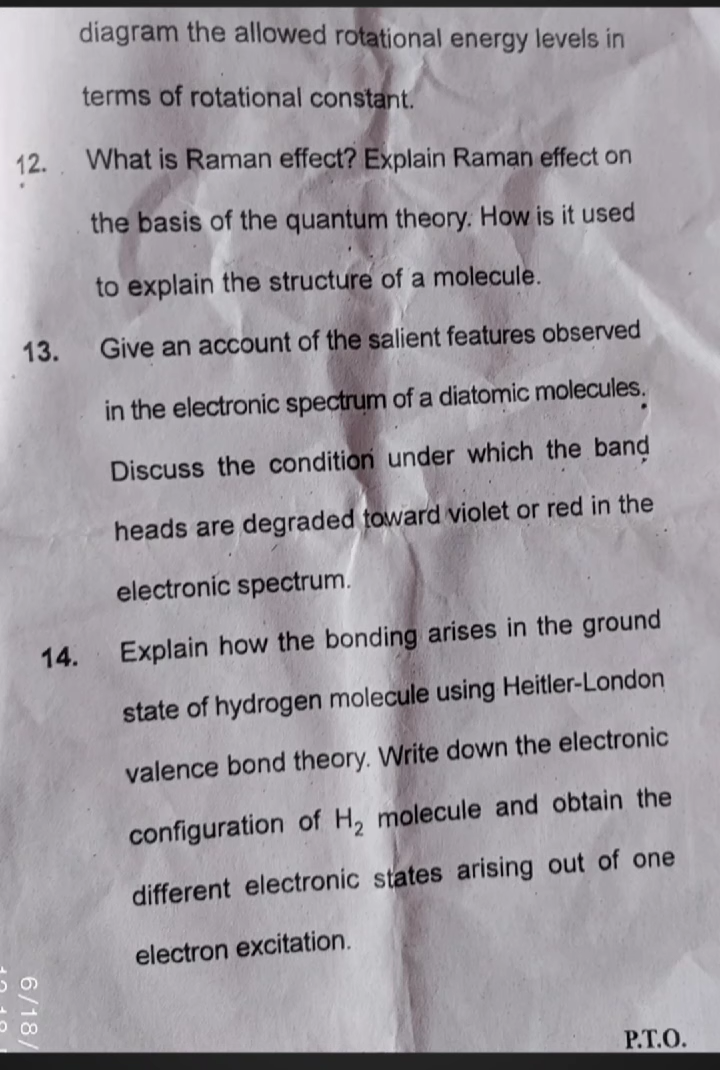 diagram the allowed rotational energy levels in
terms of rotational constant.
12. What is Raman effect? Explain Raman effect on
the basis of the quantum theory. How is it used
to explain the structure of a molecule.
13. Give an account of the salient features observed
in the electronic spectrum of a diatomic molecules.
Discuss the condition under which the band
heads are degraded toward violet or red in the
electronic spectrum.
14. Explain how the bonding arises in the ground
state of hydrogen molecule using Heitler-London
valence bond theory. Write down the electronic
configuration of H₂ molecule and obtain the
different electronic states arising out of one
electron excitation.
6/18/
P.T.O.